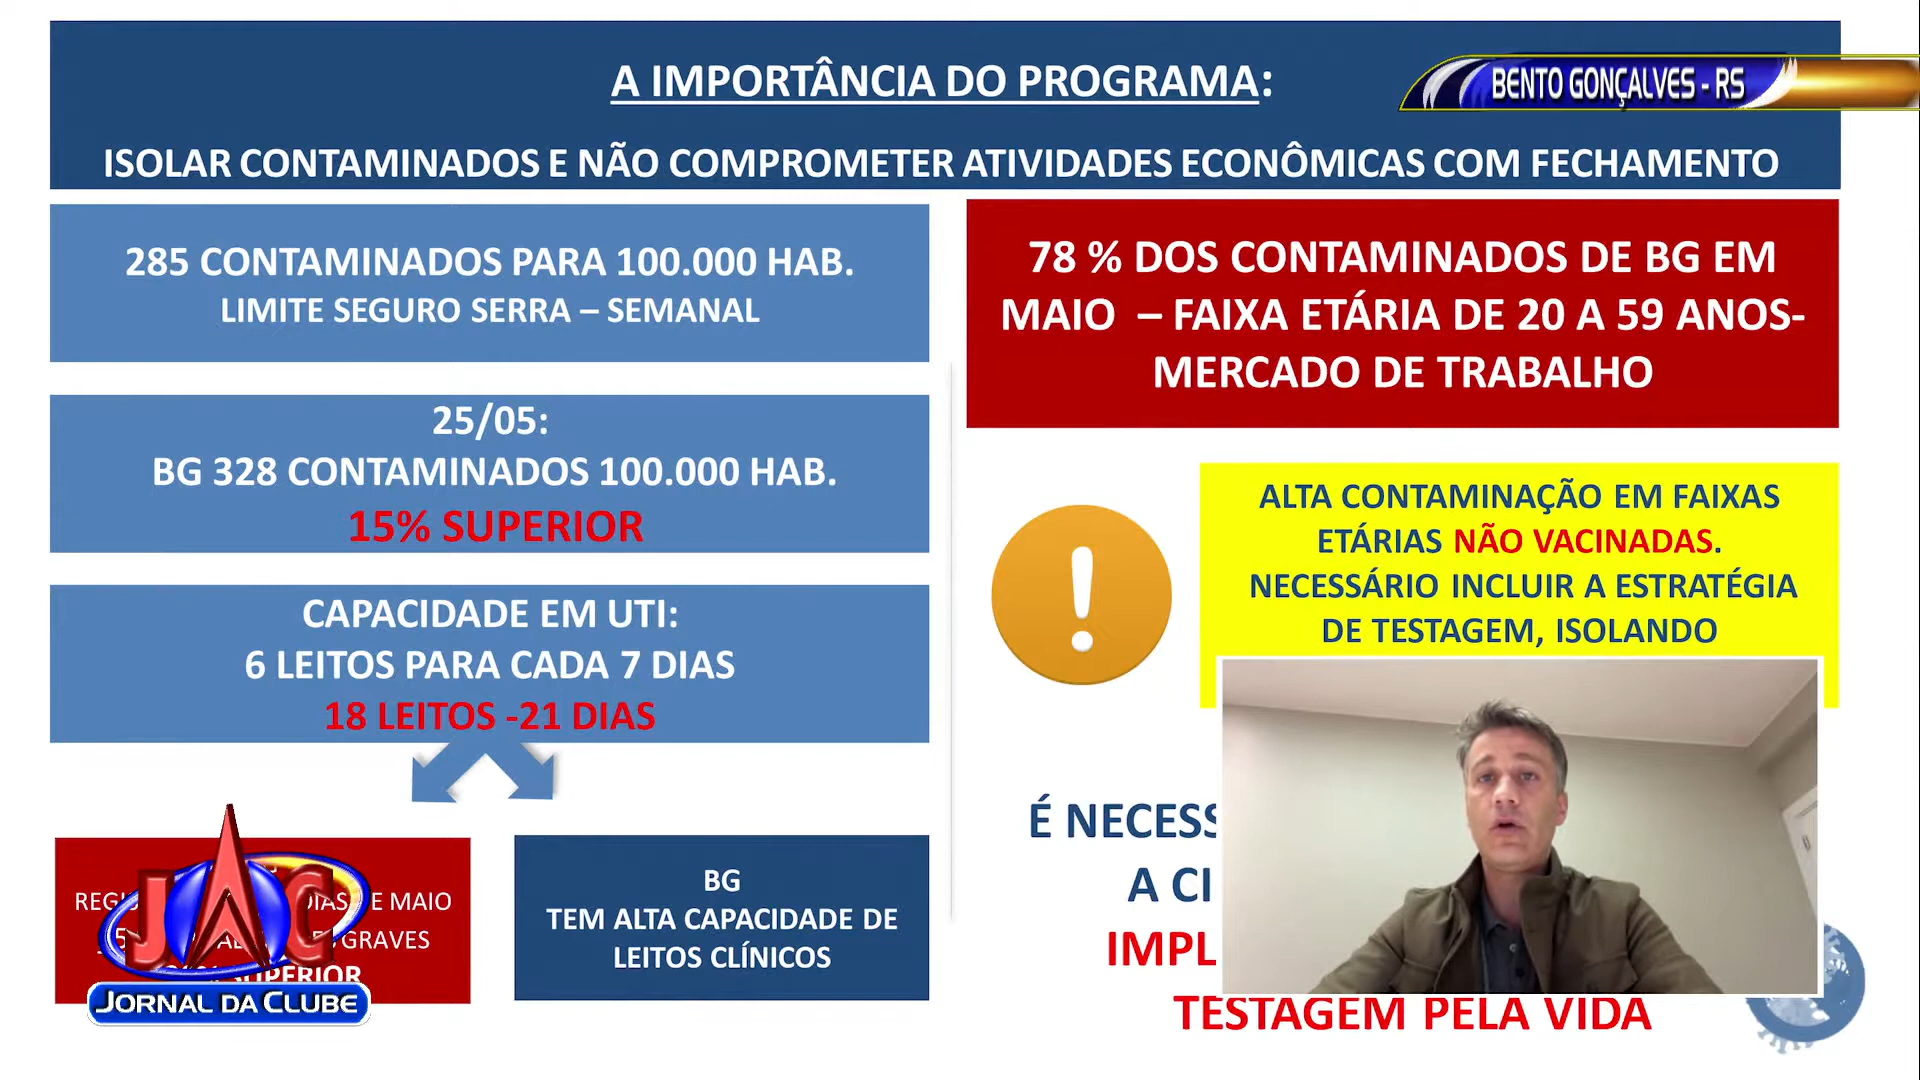 A IMPORTÂNCIA DO PROGRAMA:
BENTO GONÇALVES - RS
ISOLAR CONTAMINADOS E NÃO COMPROMETER ATIVIDADES ECONÔMICAS COM FECHAMENTO
285 CONTAMINADOS PARA 100.000 HAB.
LIMITE SEGURO SERRA – SEMANAL
25/05:
BG 328 CONTAMINADOS 100.000 HAB.
15% SUPERIOR
CAPACIDADE EM UTI:
6 LEITOS PARA CADA 7 DIAS
18 LEITOS -21 DIAS
E MAIO
GRAVES
JAC
JORNAL DA CLUBE
BG
TEM ALTA CAPACIDADE DE
LEITOS CLÍNICOS
78 % DOS CONTAMINADOS DE BG EM
MAIO – FAIXA ETÁRIA DE 20 A 59 ANOS-
MERCADO DE TRABALHO
ALTA CONTAMINAÇÃO EM FAIXAS
ETÁRIAS NÃO VACINADAS.
NECESSÁRIO INCLUIR A ESTRATÉGIA
DE TESTAGEM, ISOLANDO
É NECESS
A CI
IMPL
TESTAGEM PELA VIDA